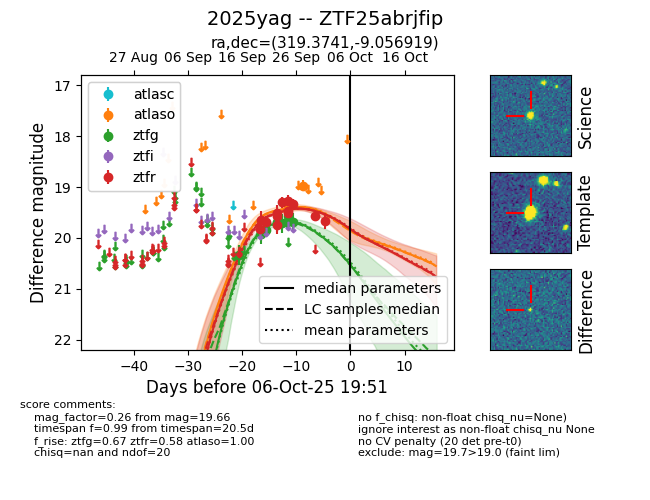 2025yag -- ZTF25abrjfip
ra,dec=(319.3741,-9.056919)
27 Aug 06 Sep 16 Sep 26 Sep 06 Oct 16 Oct
17
18
19
20
21
22
Difference magnitude
atlasc
atlaso
ztfg
ztfi
ztfr
median parameters
LC samples median
mean parameters
−40 −30 −20 −10 0 10
Days before 06-Oct-25 19:51
Science
Template
Difference
score comments:
mag_factor=0.26 from mag=19.66
timespan f=0.99 from timespan=20.5d
f_rise: ztfg=0.67 ztfr=0.58 atlaso=1.00
chisq=nan and ndof=20
no f_chisq: non-float chisq_nu=None)
ignore interest as non-float chisq_nu None
no CV penalty (20 det pre-t0)
exclude: mag=19.7>19.0 (faint lim)